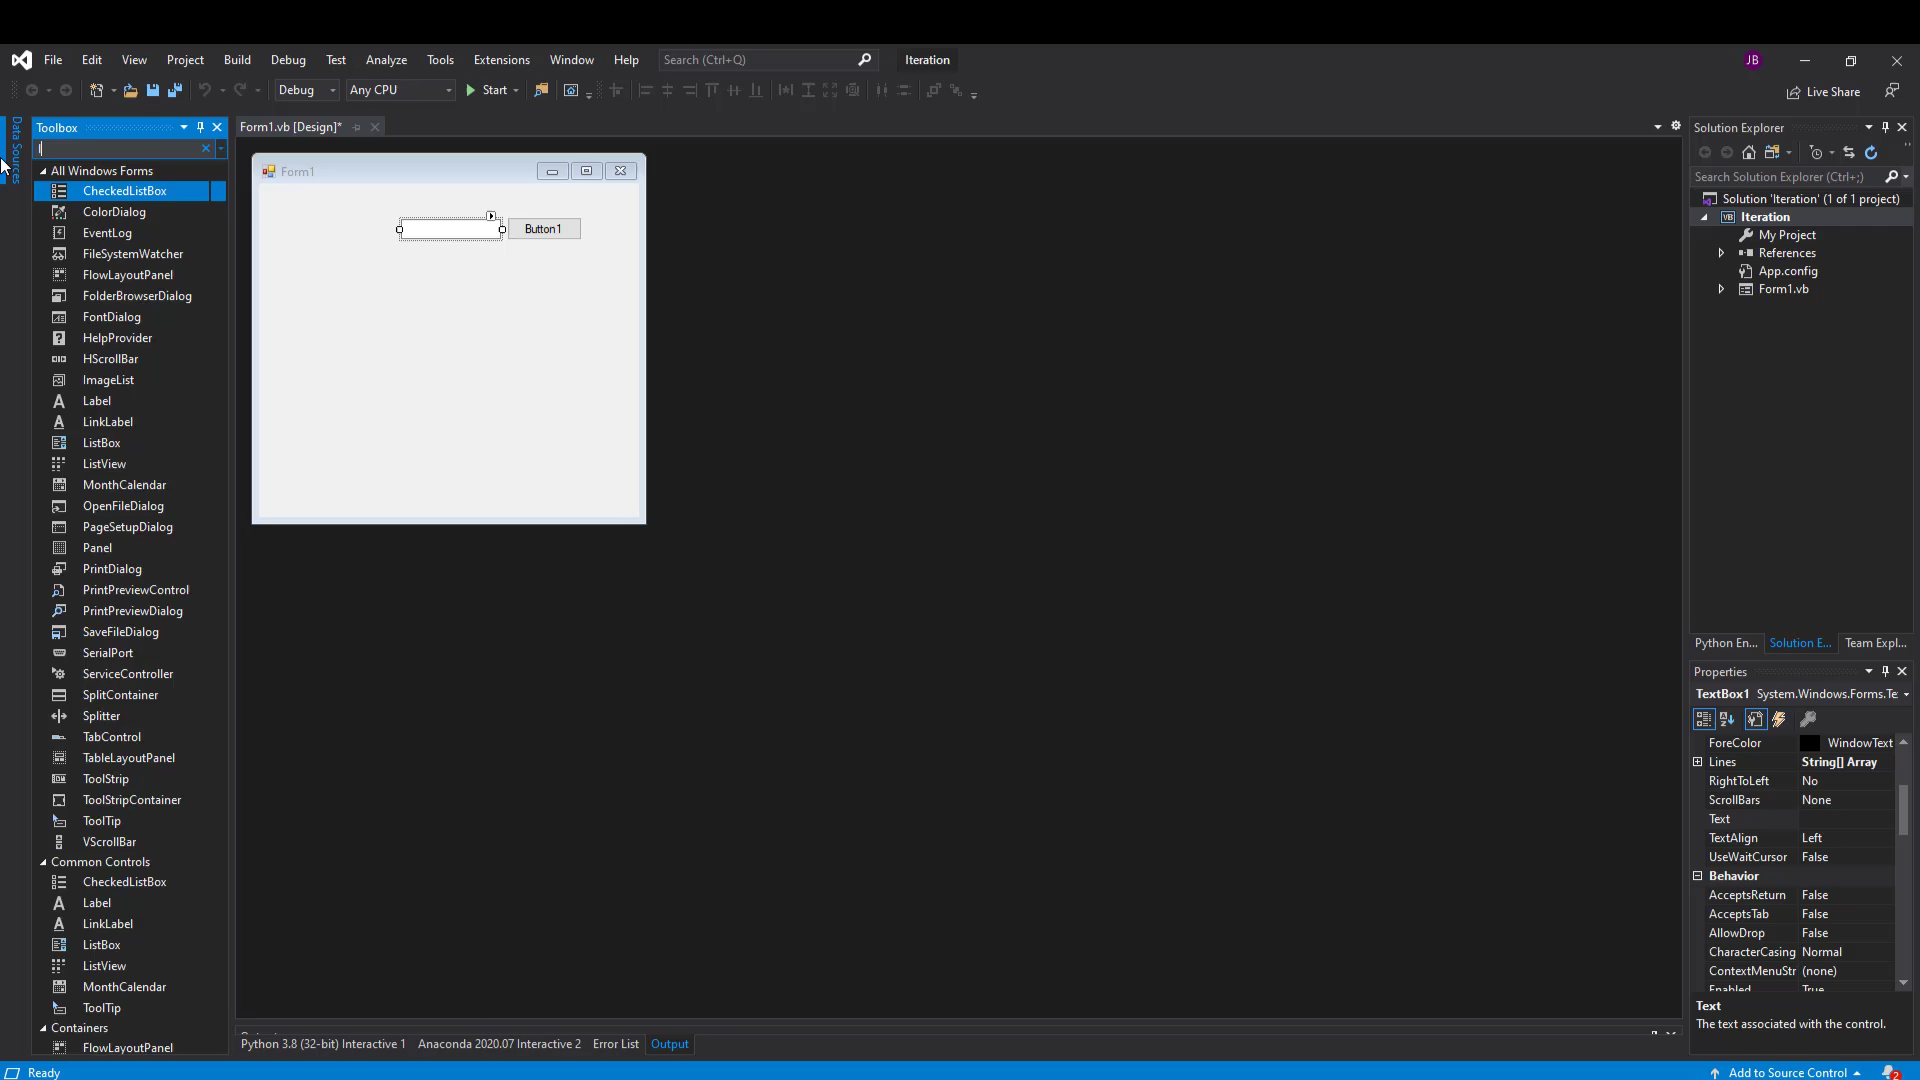 File Edit View Project Build Debug Test Analyze Tools Extensions Window Help Search (Ctrl+Q) Iteration JB
Debug Any CPU Start Live Share
Data Sources
Toolbox
l
All Windows Forms
CheckedListBox
ColorDialog
EventLog
FileSystemWatcher
FlowLayoutPanel
FolderBrowserDialog
FontDialog
HelpProvider
HScrollBar
ImageList
Label
LinkLabel
ListBox
ListView
MonthCalendar
OpenFileDialog
PageSetupDialog
Panel
PrintDialog
PrintPreviewControl
PrintPreviewDialog
SaveFileDialog
SerialPort
ServiceController
SplitContainer
Splitter
TabControl
TableLayoutPanel
ToolStrip
ToolStripContainer
ToolTip
VScrollBar
Common Controls
CheckedListBox
Label
LinkLabel
ListBox
ListView
MonthCalendar
ToolTip
Containers
FlowLayoutPanel
Form1.vb [Design]*
Form1
Button1
Python 3.8 (32-bit) Interactive 1 Anaconda 2020.07 Interactive 2 Error List Output
Solution Explorer
Search Solution Explorer (Ctrl+;)
Solution 'Iteration' (1 of 1 project)
VB Iteration
My Project
References
App.config
Form1.vb
Python En... Solution E... Team Expl...
Properties
TextBox1 System.Windows.Forms.Te
ForeColor WindowText
Lines String[] Array
RightToLeft No
ScrollBars None
Text
TextAlign Left
UseWaitCursor False
Behavior
AcceptsReturn False
AcceptsTab False
AllowDrop False
CharacterCasing Normal
ContextMenuStr (none)
Enabled True
Text
The text associated with the control.
Ready Add to Source Control 2